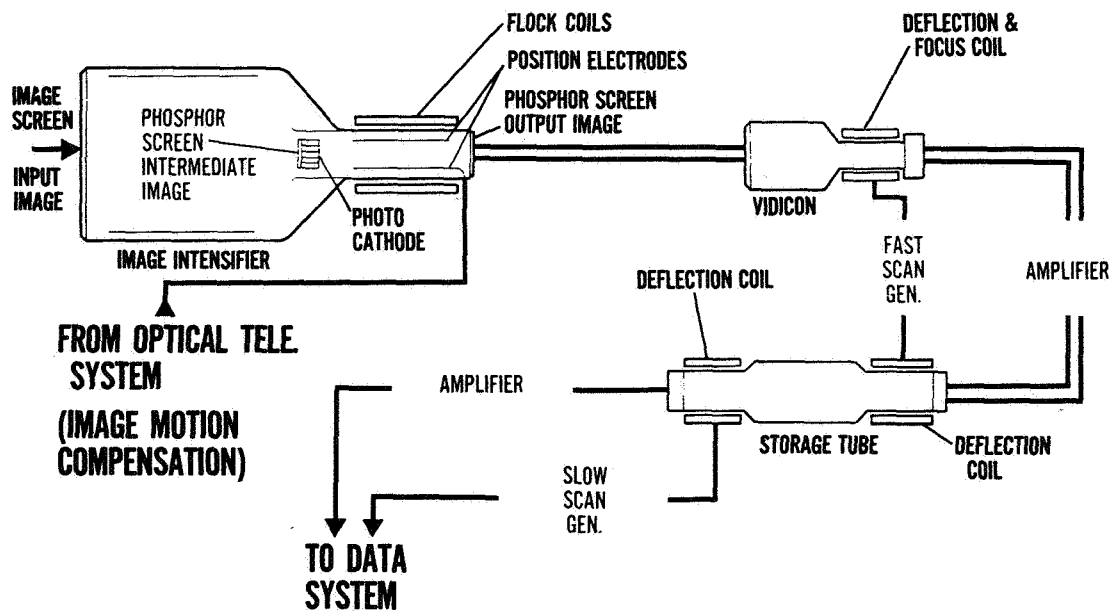 FLOCK COILS
POSITION ELECTRODES
PHOSPHOR SCREEN
OUTPUT IMAGE
DEFLECTION &
FOCUS COIL
IMAGE
SCREEN
INPUT
IMAGE
PHOSPHOR
SCREEN
INTERMEDIATE
IMAGE
PHOTO
CATHODE
IMAGE INTENSIFIER
VIDICON
FAST
SCAN
GEN.
AMPLIFIER
FROM OPTICAL TELE.
SYSTEM
(IMAGE MOTION
COMPENSATION)
DEFLECTION COIL
AMPLIFIER
STORAGE TUBE
DEFLECTION
COIL
SLOW
SCAN
GEN.
TO DATA
SYSTEM